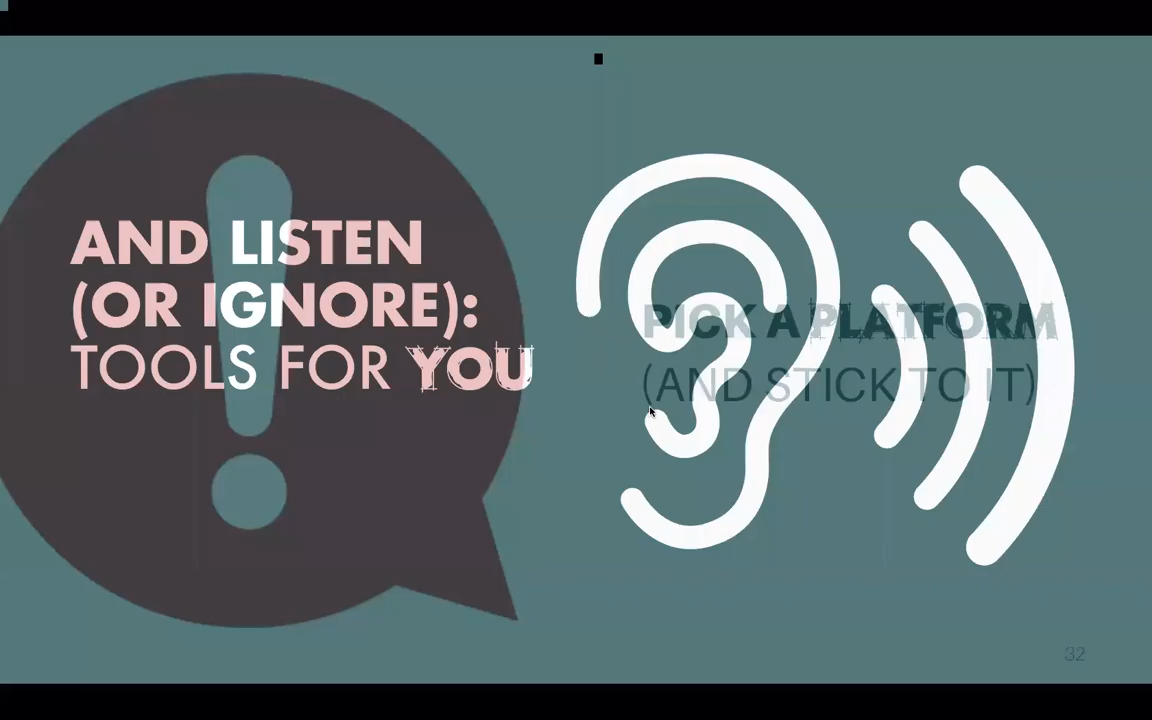 AND LISTEN
(OR IGNORE):
TOOLS FOR YOU
PICK A PLATFORM
(AND STICK TO IT)
32